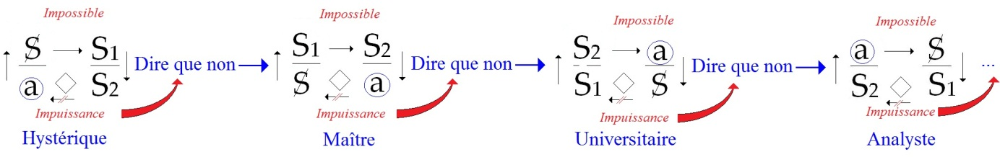 Impossible Impossible Impossible Impossible
$ → S1 Dire que non → S1 → S2 Dire que non → S2 → a Dire que non → a → $ ...
a ◇ S2 $ ◇ a S1 ◇ $ S2 ◇ S1
Impuissance Impuissance Impuissance Impuissance
Hystérique Maître Universitaire Analyste